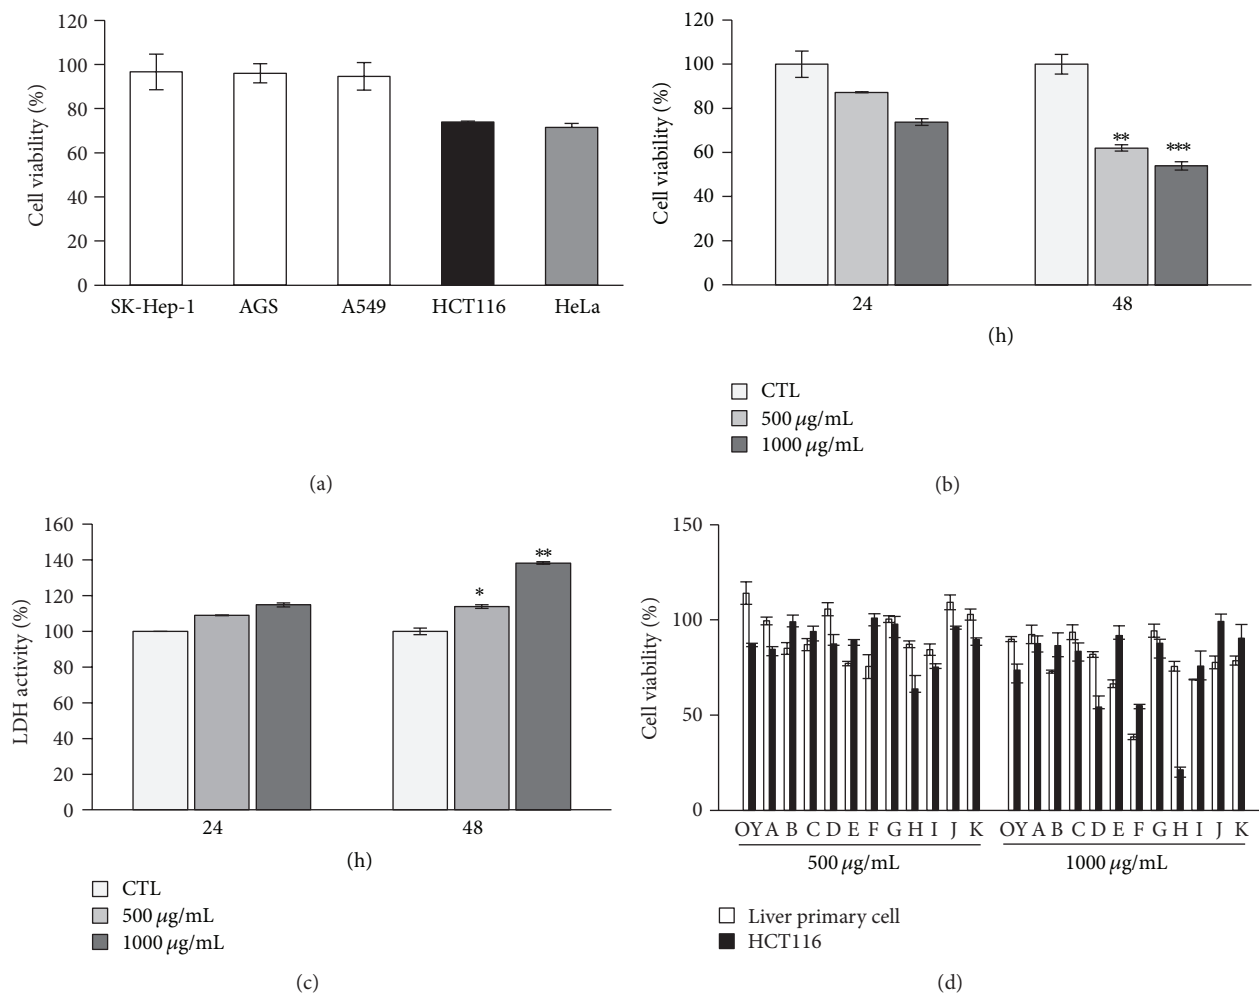 Cell viability (%)
120
100
80
60
40
20
0
SK-Hep-1 AGS A549 HCT116 HeLa
(a)
Cell viability (%)
120
100
80
60
40
20
0
** ***
24 48
(h)
CTL
500 µg/mL
1000 µg/mL
(b)
LDH activity (%)
160
140
120
100
80
60
40
20
0
* **
24 48
(h)
CTL
500 µg/mL
1000 µg/mL
(c)
Cell viability (%)
150
100
50
0
OY A B C D E F G H I J K OY A B C D E F G H I J K
500 µg/mL 1000 µg/mL
Liver primary cell
HCT116
(d)